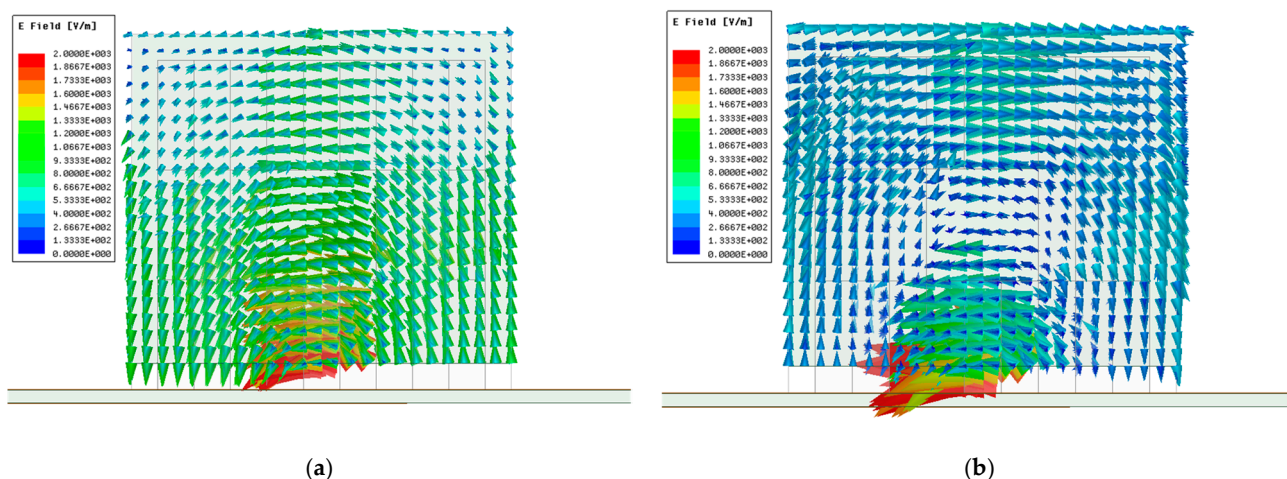 E Field [V/m]
2.0000E+003
1.8667E+003
1.7333E+003
1.6000E+003
1.4667E+003
1.3333E+003
1.2000E+003
1.0667E+003
9.3333E+002
8.0000E+002
6.6667E+002
5.3333E+002
4.0000E+002
2.6667E+002
1.3333E+002
0.0000E+000
(a)
E Field [V/m]
2.0000E+003
1.8667E+003
1.7333E+003
1.6000E+003
1.4667E+003
1.3333E+003
1.2000E+003
1.0667E+003
9.3333E+002
8.0000E+002
6.6667E+002
5.3333E+002
4.0000E+002
2.6667E+002
1.3333E+002
0.0000E+000
(b)